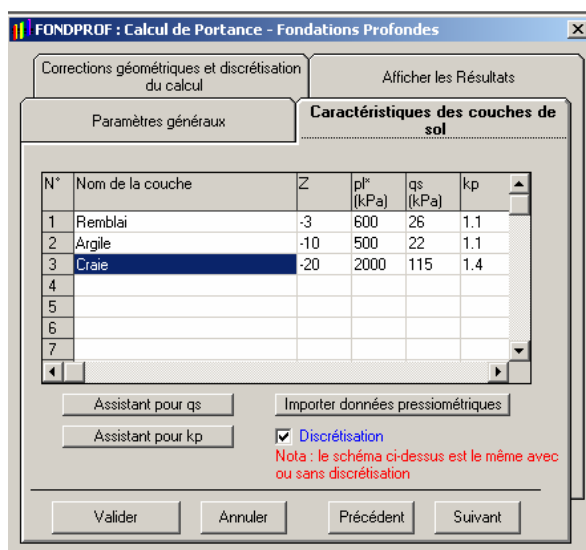 FONDPROF : Calcul de Portance - Fondations Profondes
Corrections géométriques et discrétisation
du calcul
Afficher les Résultats
Paramètres généraux
Caractéristiques des couches de
sol
N° Nom de la couche Z pl* (kPa) qs (kPa) kp
1 Remblai -3 600 26 1.1
2 Argile -10 500 22 1.1
3 Craie -20 2000 115 1.4
4
5
6
7
Assistant pour qs
Importer données pressiométriques
Assistant pour kp
Discrétisation
Nota : le schéma ci-dessus est le même avec
ou sans discrétisation
Valider
Annuler
Précédent
Suivant